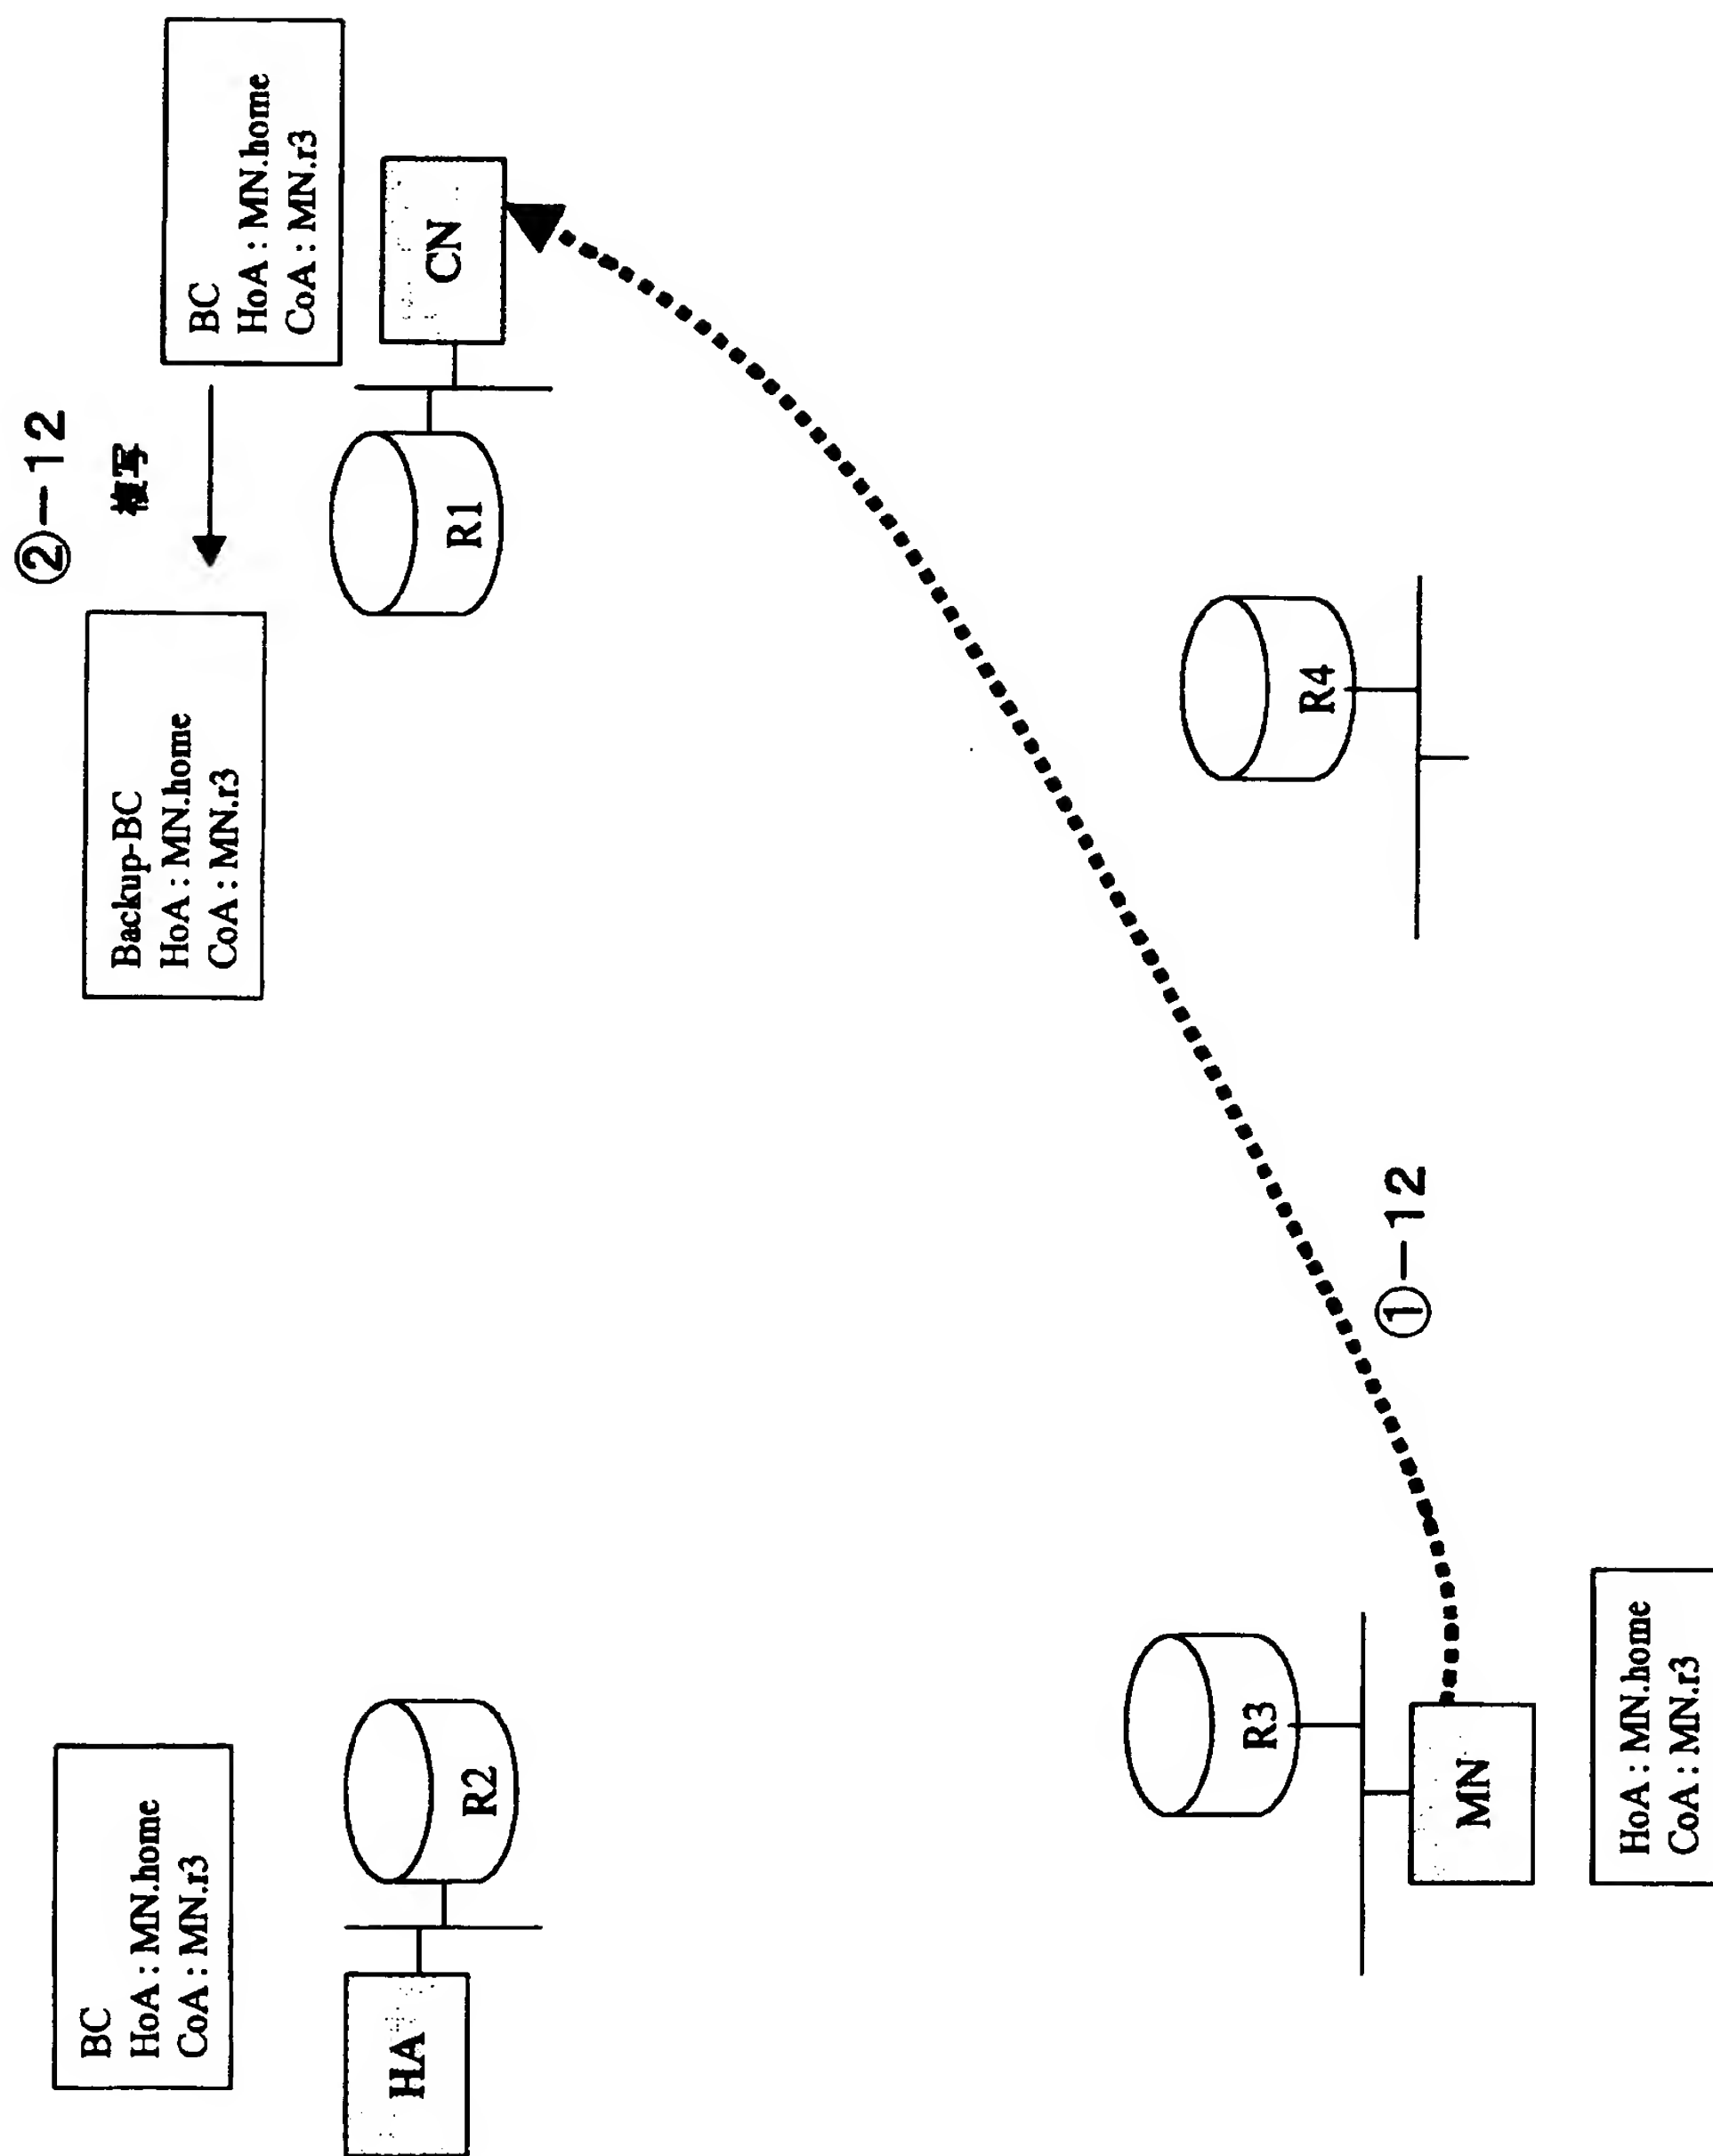 BC
HoA : MN.home
CoA : MN.r3
HA
R2
Backup-BC
HoA : MN.home
CoA : MN.r3
②-12
複写
BC
HoA : MN.home
CoA : MN.r3
R1
CN
R3
MN
HoA : MN.home
CoA : MN.r3
①-12
R4